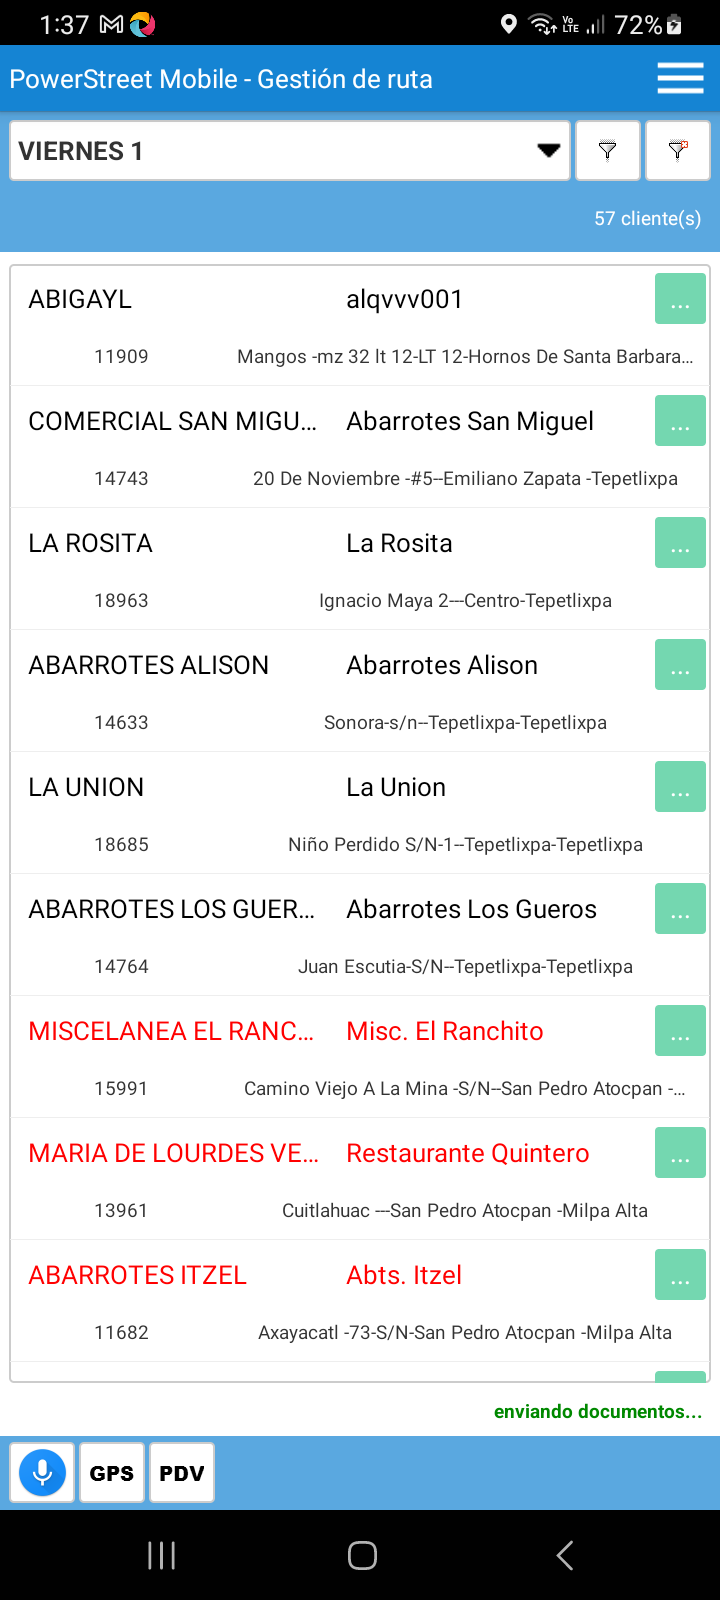 1:37 72%
Vo
LTE
PowerStreet Mobile - Gestión de ruta
VIERNES 1
57 cliente(s)
ABIGAYL alqvvv001 ...
11909 Mangos -mz 32 lt 12-LT 12-Hornos De Santa Barbara...
COMERCIAL SAN MIGU... Abarrotes San Miguel ...
14743 20 De Noviembre -#5--Emiliano Zapata -Tepetlixpa
LA ROSITA La Rosita ...
18963 Ignacio Maya 2---Centro-Tepetlixpa
ABARROTES ALISON Abarrotes Alison ...
14633 Sonora-s/n--Tepetlixpa-Tepetlixpa
LA UNION La Union ...
18685 Niño Perdido S/N-1--Tepetlixpa-Tepetlixpa
ABARROTES LOS GUER... Abarrotes Los Gueros ...
14764 Juan Escutia-S/N--Tepetlixpa-Tepetlixpa
MISCELANEA EL RANC... Misc. El Ranchito ...
15991 Camino Viejo A La Mina -S/N--San Pedro Atocpan -...
MARIA DE LOURDES VE... Restaurante Quintero ...
13961 Cuitlahuac ---San Pedro Atocpan -Milpa Alta
ABARROTES ITZEL Abts. Itzel ...
11682 Axayacatl -73-S/N-San Pedro Atocpan -Milpa Alta
enviando documentos...
GPS PDV